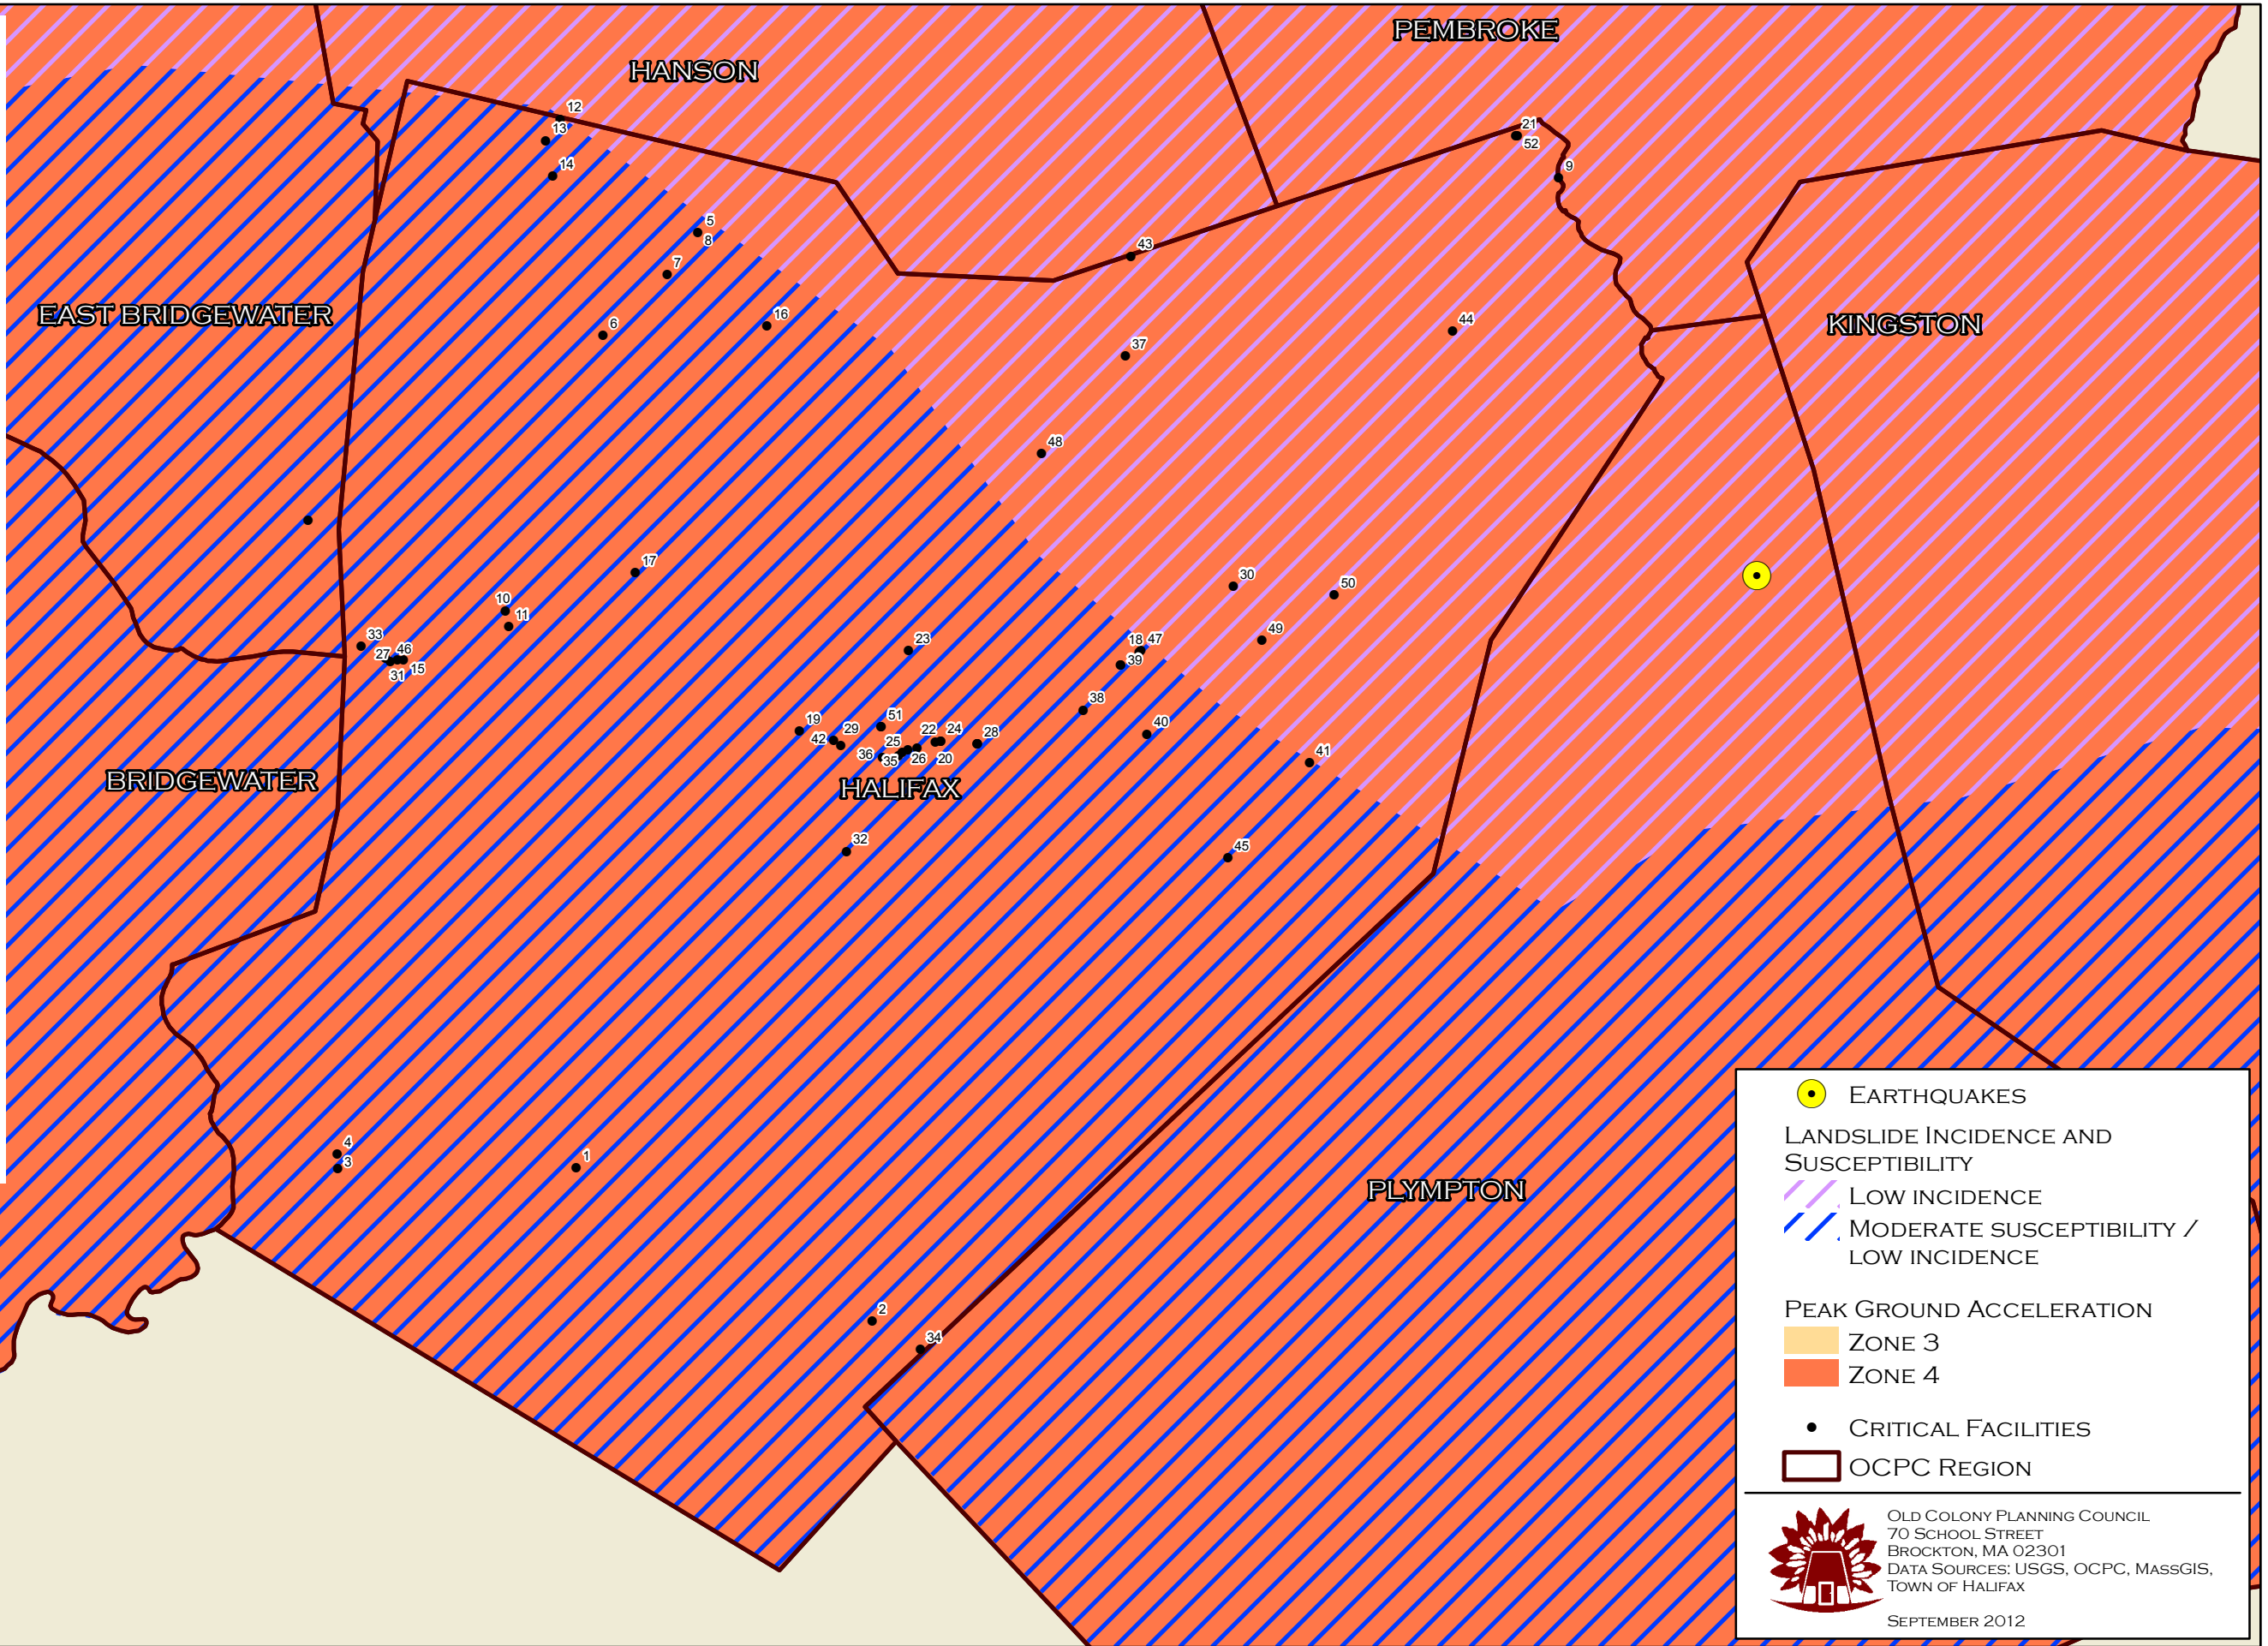 PEMBROKE
HANSON
12
13
21
52
14
9
5
8
43
7
EAST BRIDGEWATER
6
16
44
KINGSTON
37
48
17
30
50
10
11
33
23
18 47
49
27 46
39
31 15
38
19
51
40
42 29
22 24 28
36 25
41
35 26 20
BRIDGEWATER
HALIFAX
32
45
4
3
1
PLYMPTON
2
34
EARTHQUAKES
LANDSLIDE INCIDENCE AND
SUSCEPTIBILITY
LOW INCIDENCE
MODERATE SUSCEPTIBILITY /
LOW INCIDENCE
PEAK GROUND ACCELERATION
ZONE 3
ZONE 4
CRITICAL FACILITIES
OCPC REGION
OLD COLONY PLANNING COUNCIL
70 SCHOOL STREET
BROCKTON, MA 02301
DATA SOURCES: USGS, OCPC, MASSGIS,
TOWN OF HALIFAX
SEPTEMBER 2012